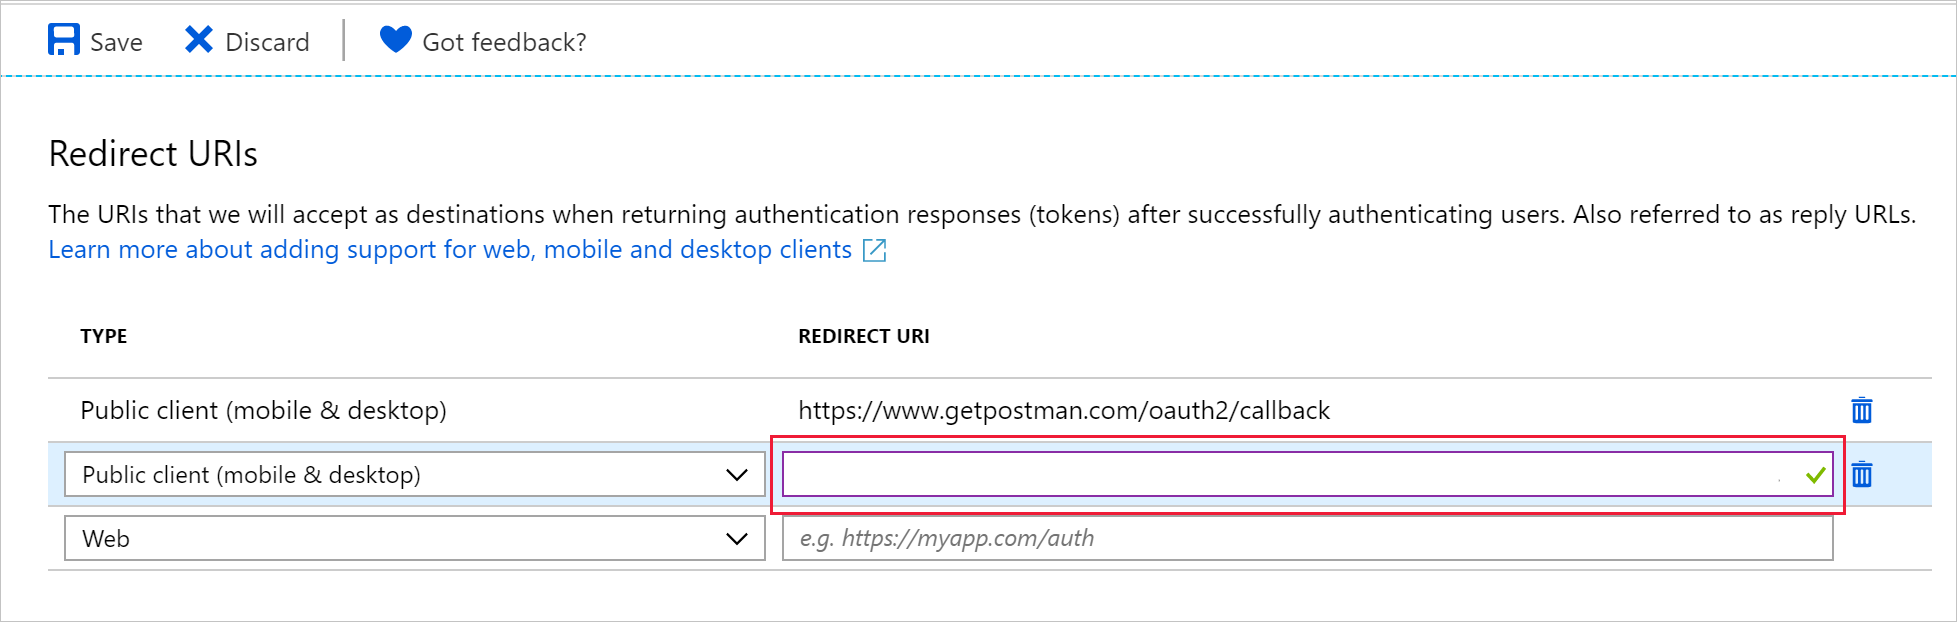 Save Discard Got feedback?
Redirect URIs
The URIs that we will accept as destinations when returning authentication responses (tokens) after successfully authenticating users. Also referred to as reply URLs.
Learn more about adding support for web, mobile and desktop clients
TYPE REDIRECT URI
Public client (mobile & desktop) https://www.getpostman.com/oauth2/callback
Public client (mobile & desktop)
Web e.g. https://myapp.com/auth